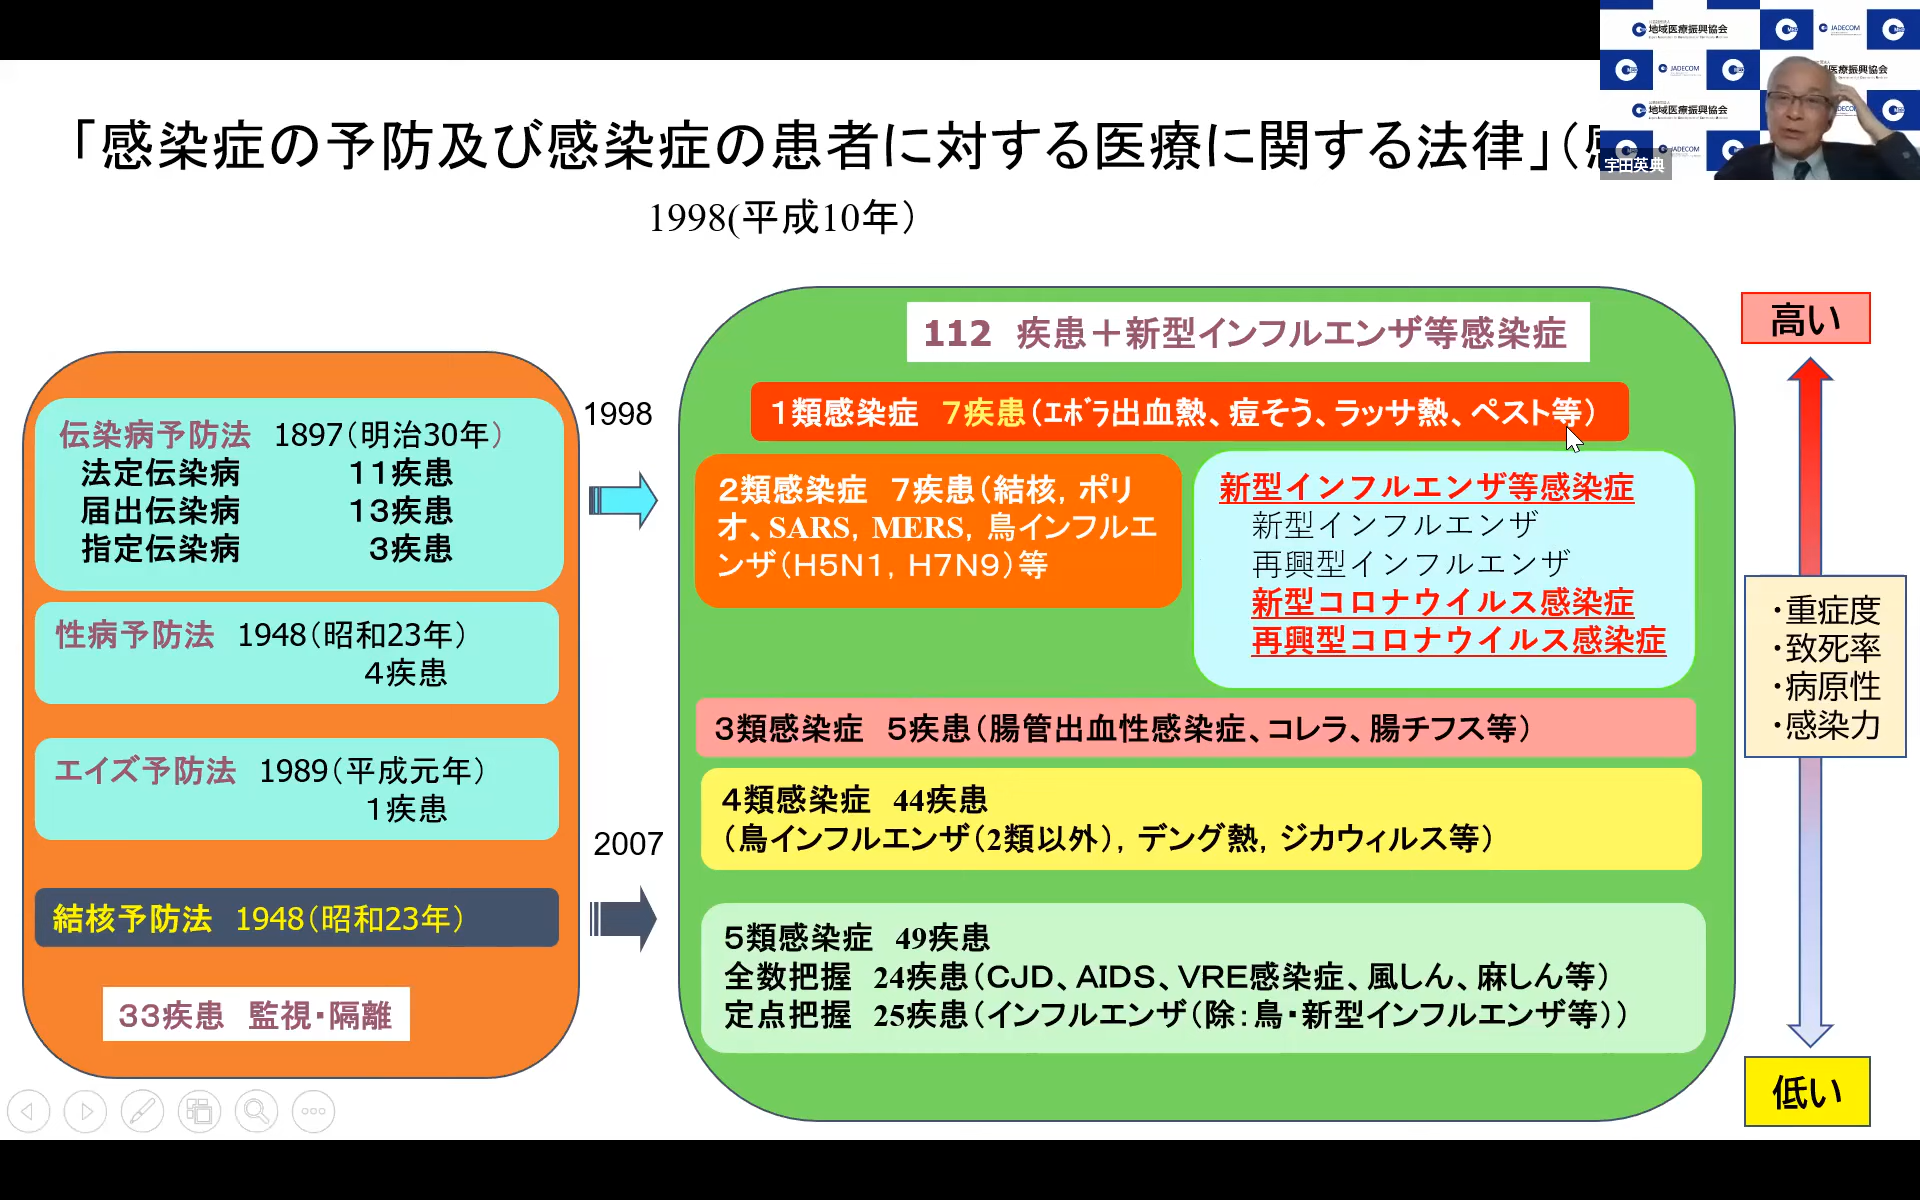 「感染症の予防及び感染症の患者に対する医療に関する法律」（感
1998(平成10年）
地域医療振興協会
JADECOM
JADECOM
域医療振興協会
地域医療振興協会
JADECOM
宇田英典
伝染病予防法 1897（明治30年）
法定伝染病 11疾患
届出伝染病 13疾患
指定伝染病 3疾患
性病予防法 1948（昭和23年）
4疾患
エイズ予防法 1989（平成元年）
1疾患
結核予防法 1948（昭和23年）
33疾患 監視・隔離
1998
2007
112 疾患＋新型インフルエンザ等感染症
1類感染症 7疾患（ｴﾎﾞﾗ出血熱、痘そう、ラッサ熱、ペスト等）
2類感染症 7疾患（結核，ポリ
オ、SARS，MERS，鳥インフルエ
ンザ（H5N1，H7N9）等
新型インフルエンザ等感染症
新型インフルエンザ
再興型インフルエンザ
新型コロナウイルス感染症
再興型コロナウイルス感染症
3類感染症 5疾患（腸管出血性感染症、コレラ、腸チフス等）
4類感染症 44疾患
（鳥インフルエンザ（2類以外），デング熱，ジカウィルス等）
5類感染症 49疾患
全数把握 24疾患（CJD、AIDS、VRE感染症、風しん、麻しん等）
定点把握 25疾患（インフルエンザ（除：鳥・新型インフルエンザ等））
高い
・重症度
・致死率
・病原性
・感染力
低い